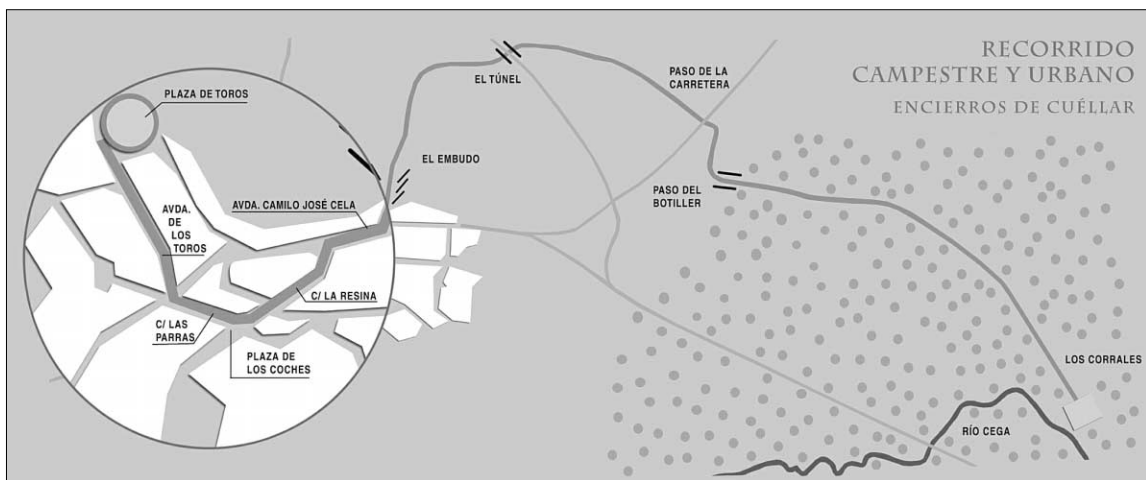 RECORRIDO
CAMPESTRE Y URBANO
ENCIERROS DE CUÉLLAR
PLAZA DE TOROS
EL TÚNEL
PASO DE LA
CARRETERA
EL EMBUDO
PASO DEL
BOTILLER
AVDA. CAMILO JOSÉ CELA
AVDA.
DE
LOS
TOROS
C/ LA RESINA
C/ LAS
PARRAS
PLAZA DE
LOS COCHES
LOS CORRALES
RÍO CEGA